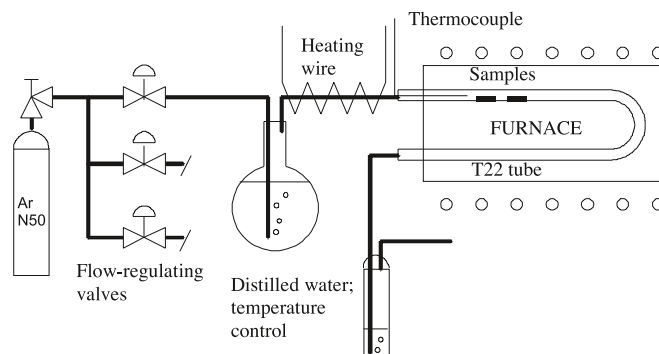 Thermocouple
Heating
wire
Samples
FURNACE
T22 tube
Ar
N50
Flow-regulating
valves
Distilled water;
temperature
control